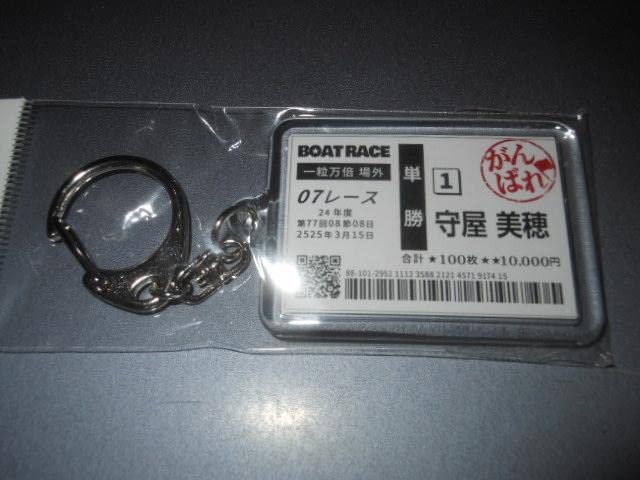 BOAT RACE
一粒万倍 場外
07レース
24年度
第77回08節08日
2525年3月15日
単勝
1
守屋 美穂
がんばれ
合計 ★100枚 ★★10.000円
88-101-2951 1112 3588 2121 4571 9174 15